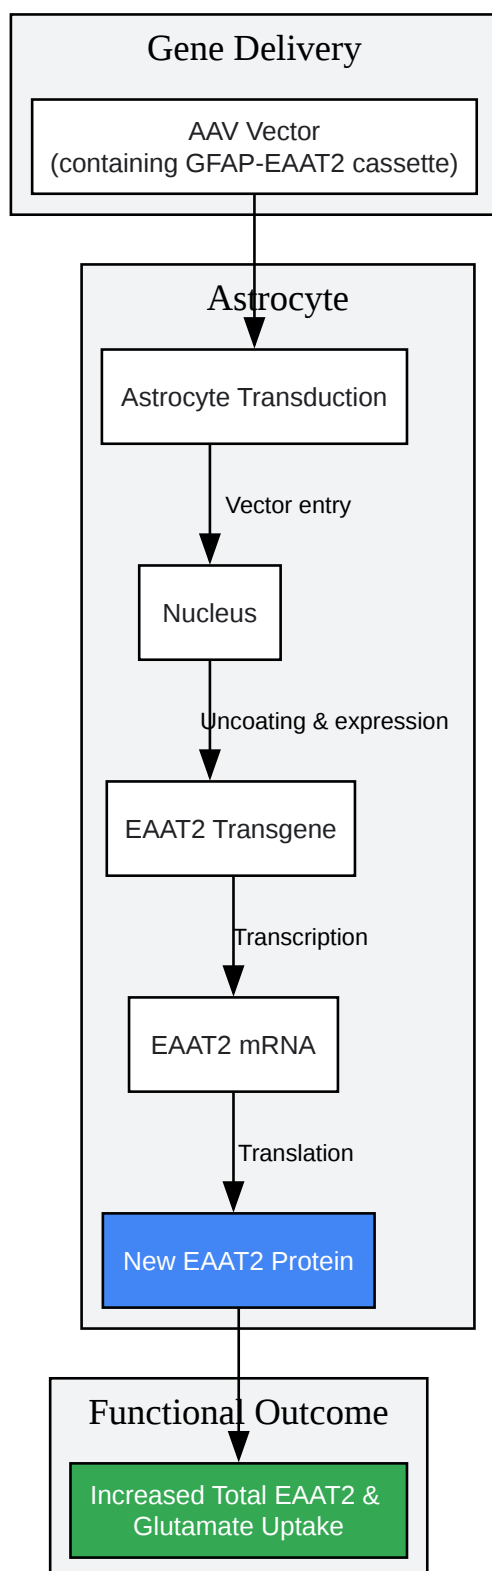 Gene Delivery
AAV Vector
(containing GFAP-EAAT2 cassette)
Astrocyte
Astrocyte Transduction
Vector entry
Nucleus
Uncoating & expression
EAAT2 Transgene
Transcription
EAAT2 mRNA
Translation
New EAAT2 Protein
Functional Outcome
Increased Total EAAT2 &
Glutamate Uptake